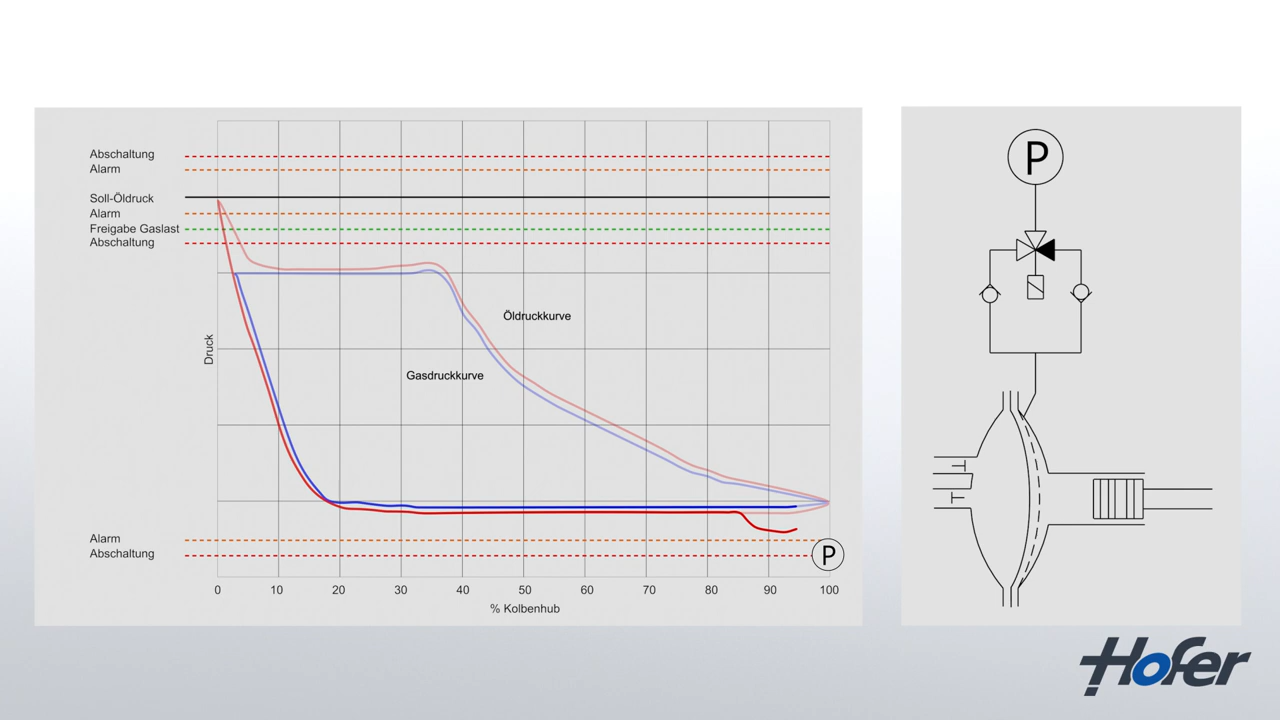 Abschaltung
Alarm
Soll-Öldruck
Alarm
Freigabe Gaslast
Abschaltung
Druck
Öldruckkurve
Gasdruckkurve
Alarm
Abschaltung
P
0 10 20 30 40 50 60 70 80 90 100
% Kolbenhub
P
Hofer